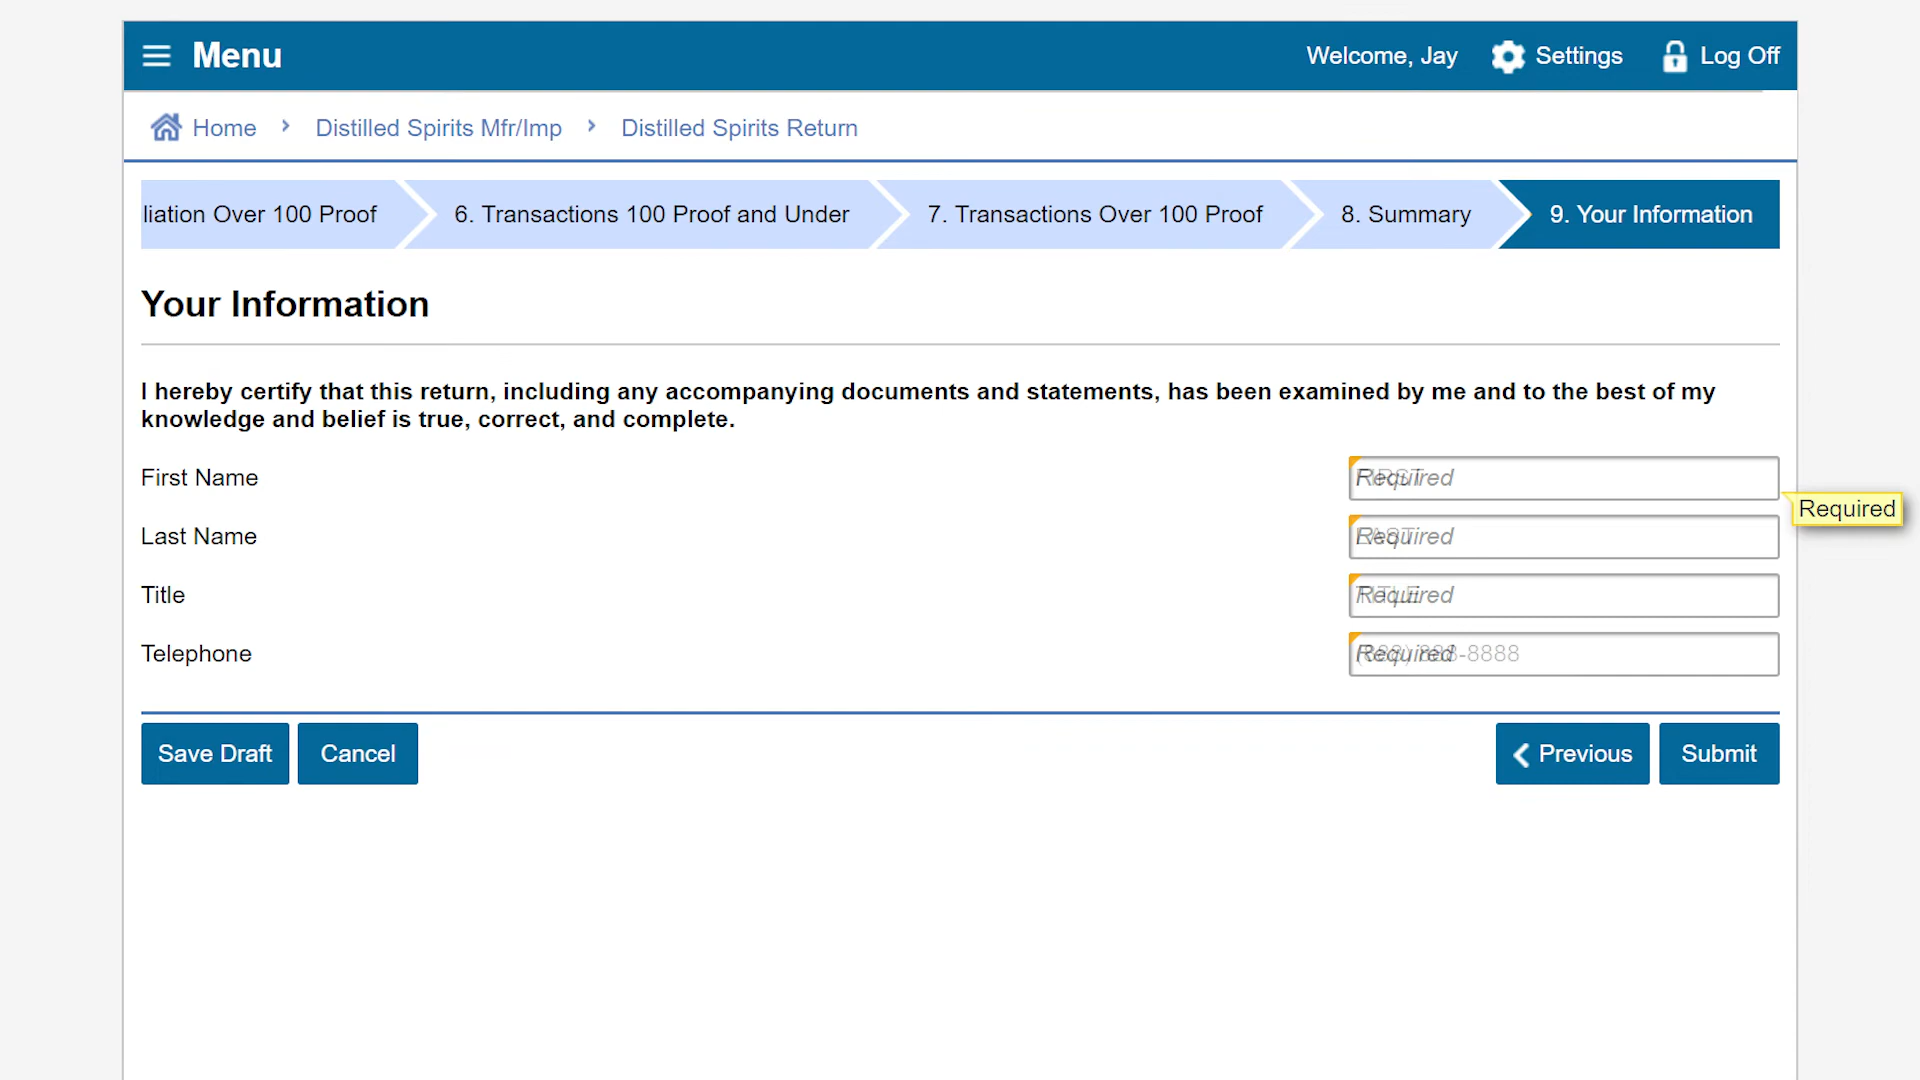 Menu
Welcome, Jay
Settings
Log Off
Home
Distilled Spirits Mfr/Imp
Distilled Spirits Return
liation Over 100 Proof
6. Transactions 100 Proof and Under
7. Transactions Over 100 Proof
8. Summary
9. Your Information
Your Information
I hereby certify that this return, including any accompanying documents and statements, has been examined by me and to the best of my
knowledge and belief is true, correct, and complete.
First Name
Required
Required
Last Name
Required
Title
Required
Telephone
Required
Save Draft
Cancel
Previous
Submit